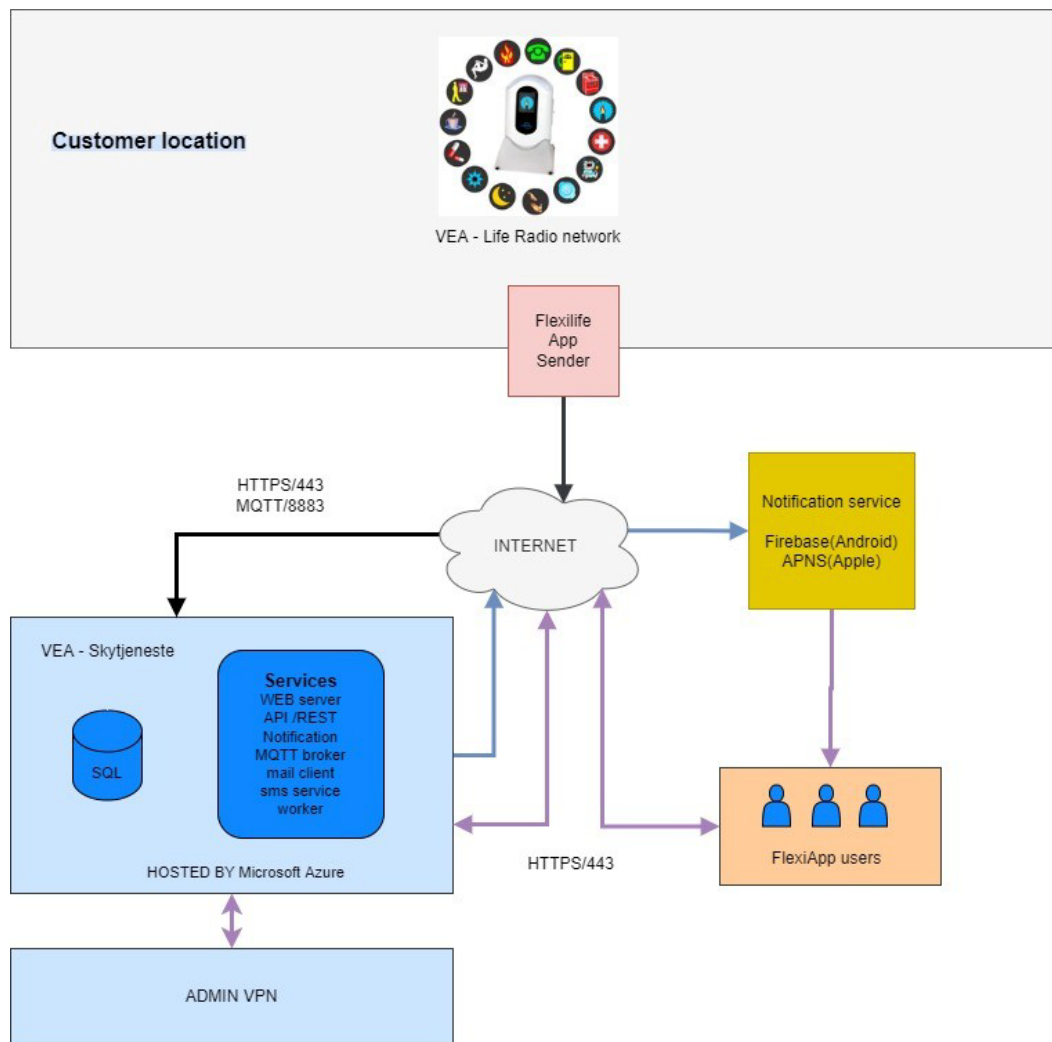 Customer location
VEA - Life Radio network
Flexilife
App
Sender
HTTPS/443
MQTT/8883
INTERNET
Notification service
Firebase(Android)
APNS(Apple)
VEA - Skytjeneste
SQL
Services
WEB server
API /REST
Notification
MQTT broker
mail client
sms service
worker
HOSTED BY Microsoft Azure
HTTPS/443
FlexiApp users
ADMIN VPN